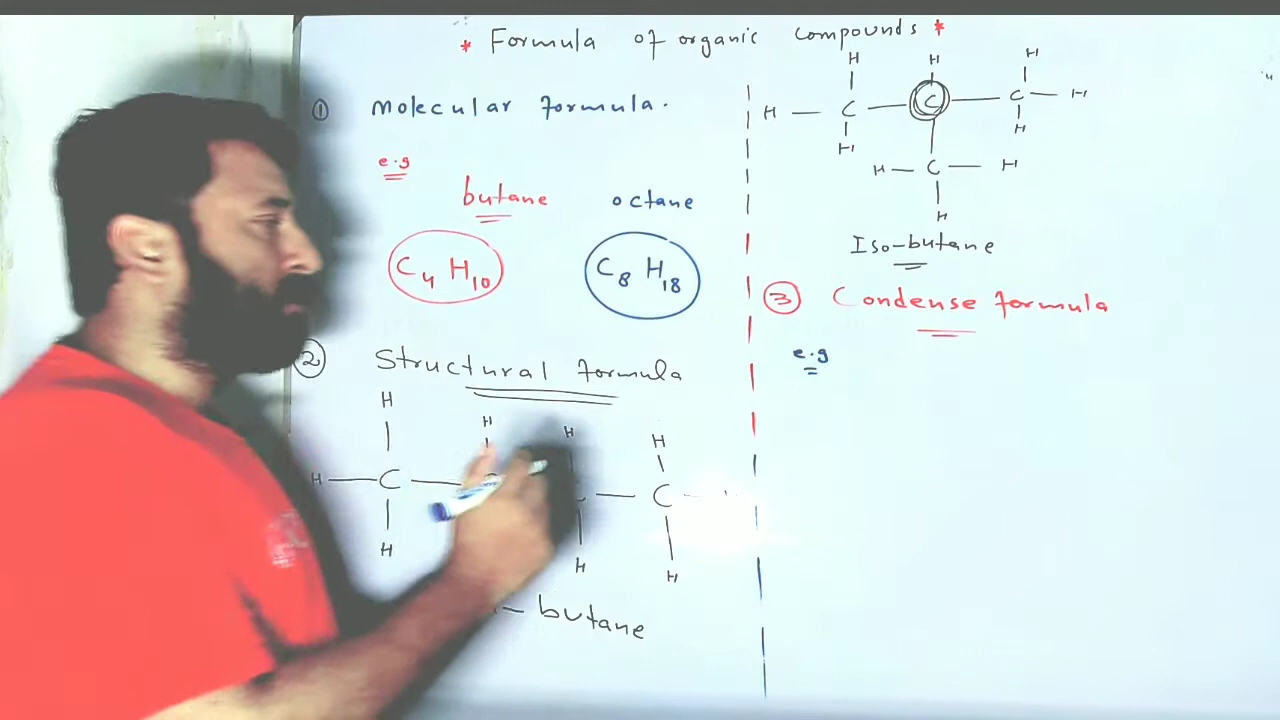 * Formula of organic compounds *
① Molecular formula.
e.g
butane octane
C₄H₁₀ C₈H₁₈
② Structural formula
H H H H
H — C — C — C
H H H
- butane
H H H
H — C — C — C — H
H H
H — C — H
H
Iso-butane
③ Condense formula
e.g